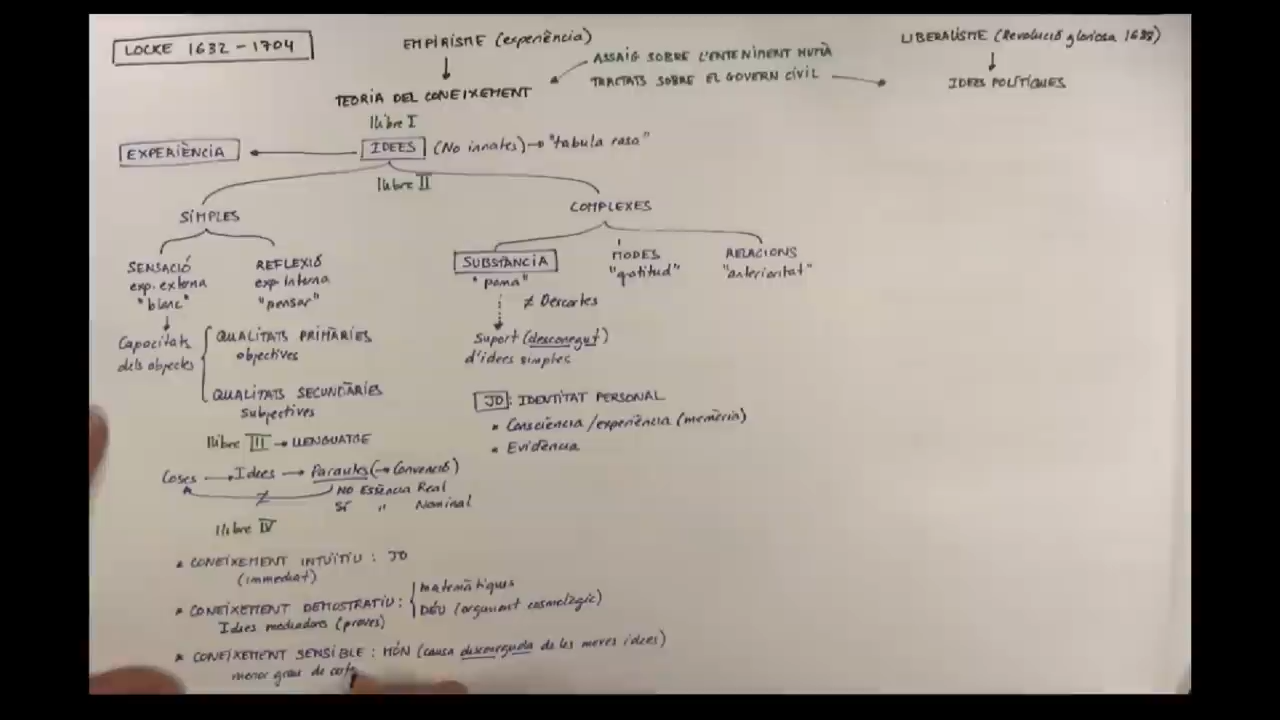 LOCKE 1632 - 1704
EMPIRISME (experiència)
LIBERALISME (Revolució gloriosa 1688)
ASSAIG SOBRE L'ENTENIMENT HUMÀ
TRACTATS SOBRE EL GOVERN CIVIL
TEORIA DEL CONEIXEMENT
IDEES POLÍTIQUES
llibre I
EXPERIÈNCIA
IDEES (No innates) → "tabula rasa"
llibre II
SIMPLES
COMPLEXES
SENSACIÓ
exp. externa
"blanc"
REFLEXIÓ
exp interna
"pensar"
SUBSTÀNCIA
"poma"
MODES
"gratitud"
RELACIONS
"anterioritat"
≠ Descartes
Capacitats
dels objectes
QUALITATS PRIMÀRIES
objectives
QUALITATS SECUNDÀRIES
subjectives
Suport (desconegut)
d'idees simples
JO: IDENTITAT PERSONAL
• Consciència / experiència (memòria)
• Evidència
llibre III → LLENGUATGE
Coses → Idees → Paraules (→ Convenció)
≠
NO Essència Real
SÍ " Nominal
llibre IV
* CONEIXEMENT INTUÏTIU : JO
(immediat)
* CONEIXEMENT DEMOSTRATIU :
Idees mediadores (proves)
matemàtiques
DÉU (argument cosmològic)
* CONEIXEMENT SENSIBLE : MÓN (causa desconeguda de les meves idees)
menor grau de